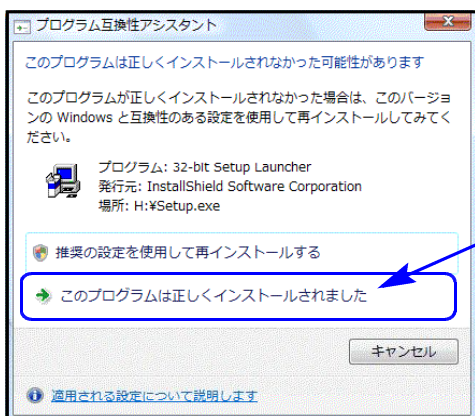 プログラム互換性アシスタント
このプログラムは正しくインストールされなかった可能性があります
このプログラムが正しくインストールされなかった場合は、このバージョ
ンの Windows と互換性のある設定を使用して再インストールしてみてく
ださい。
プログラム: 32-bit Setup Launcher
発行元: InstallShield Software Corporation
場所: H:¥Setup.exe
推奨の設定を使用して再インストールする
このプログラムは正しくインストールされました
キャンセル
適用される設定について説明します